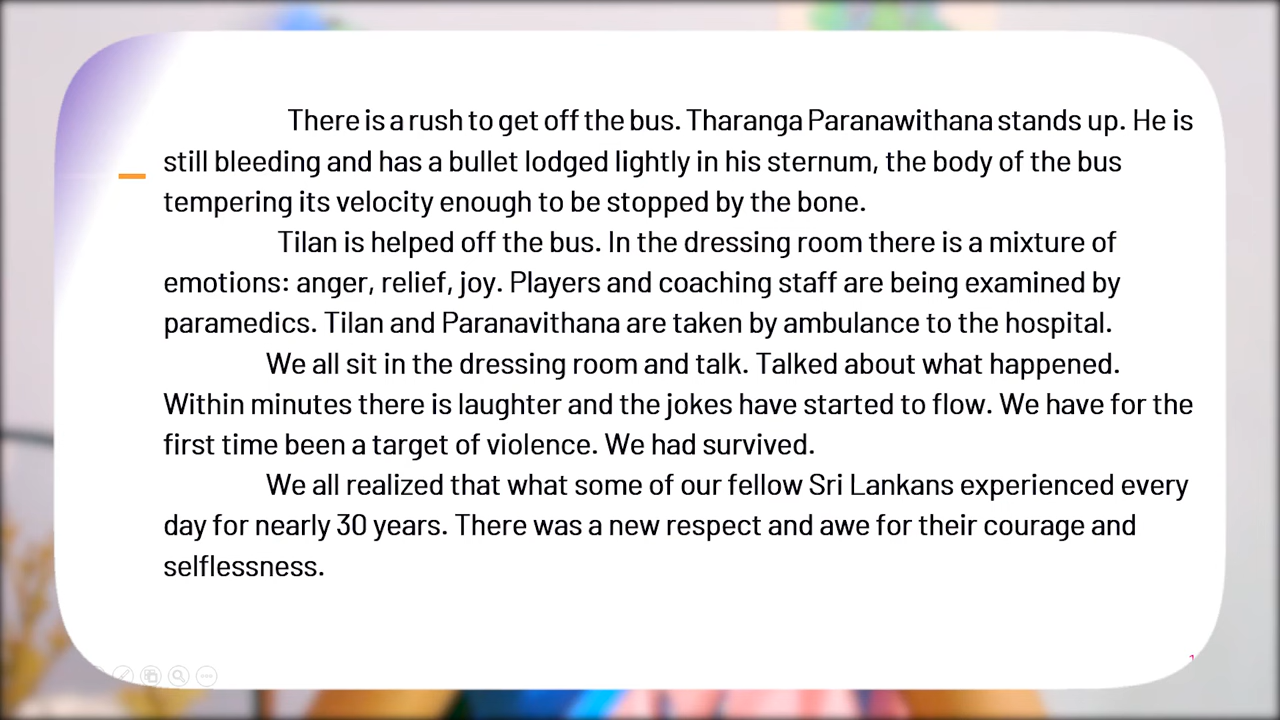 There is a rush to get off the bus. Tharanga Paranawithana stands up. He is
still bleeding and has a bullet lodged lightly in his sternum, the body of the bus
tempering its velocity enough to be stopped by the bone.
Tilan is helped off the bus. In the dressing room there is a mixture of
emotions: anger, relief, joy. Players and coaching staff are being examined by
paramedics. Tilan and Paranavithana are taken by ambulance to the hospital.
We all sit in the dressing room and talk. Talked about what happened.
Within minutes there is laughter and the jokes have started to flow. We have for the
first time been a target of violence. We had survived.
We all realized that what some of our fellow Sri Lankans experienced every
day for nearly 30 years. There was a new respect and awe for their courage and
selflessness.